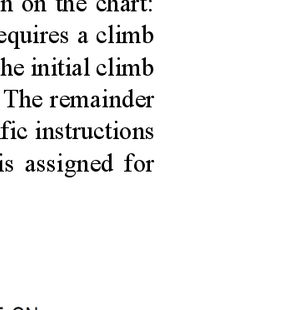 n on the chart:
equires a climb
he initial climb
The remainder
fic instructions
is assigned for